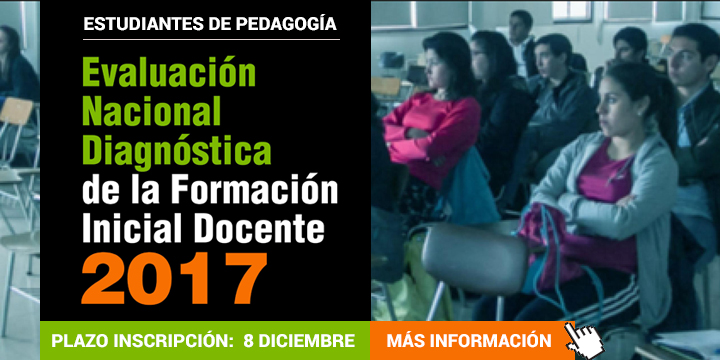 ESTUDIANTES DE PEDAGOGÍA
Evaluación
Nacional
Diagnóstica
de la Formación
Inicial Docente
2017
PLAZO INSCRIPCIÓN: 8 DICIEMBRE
MÁS INFORMACIÓN